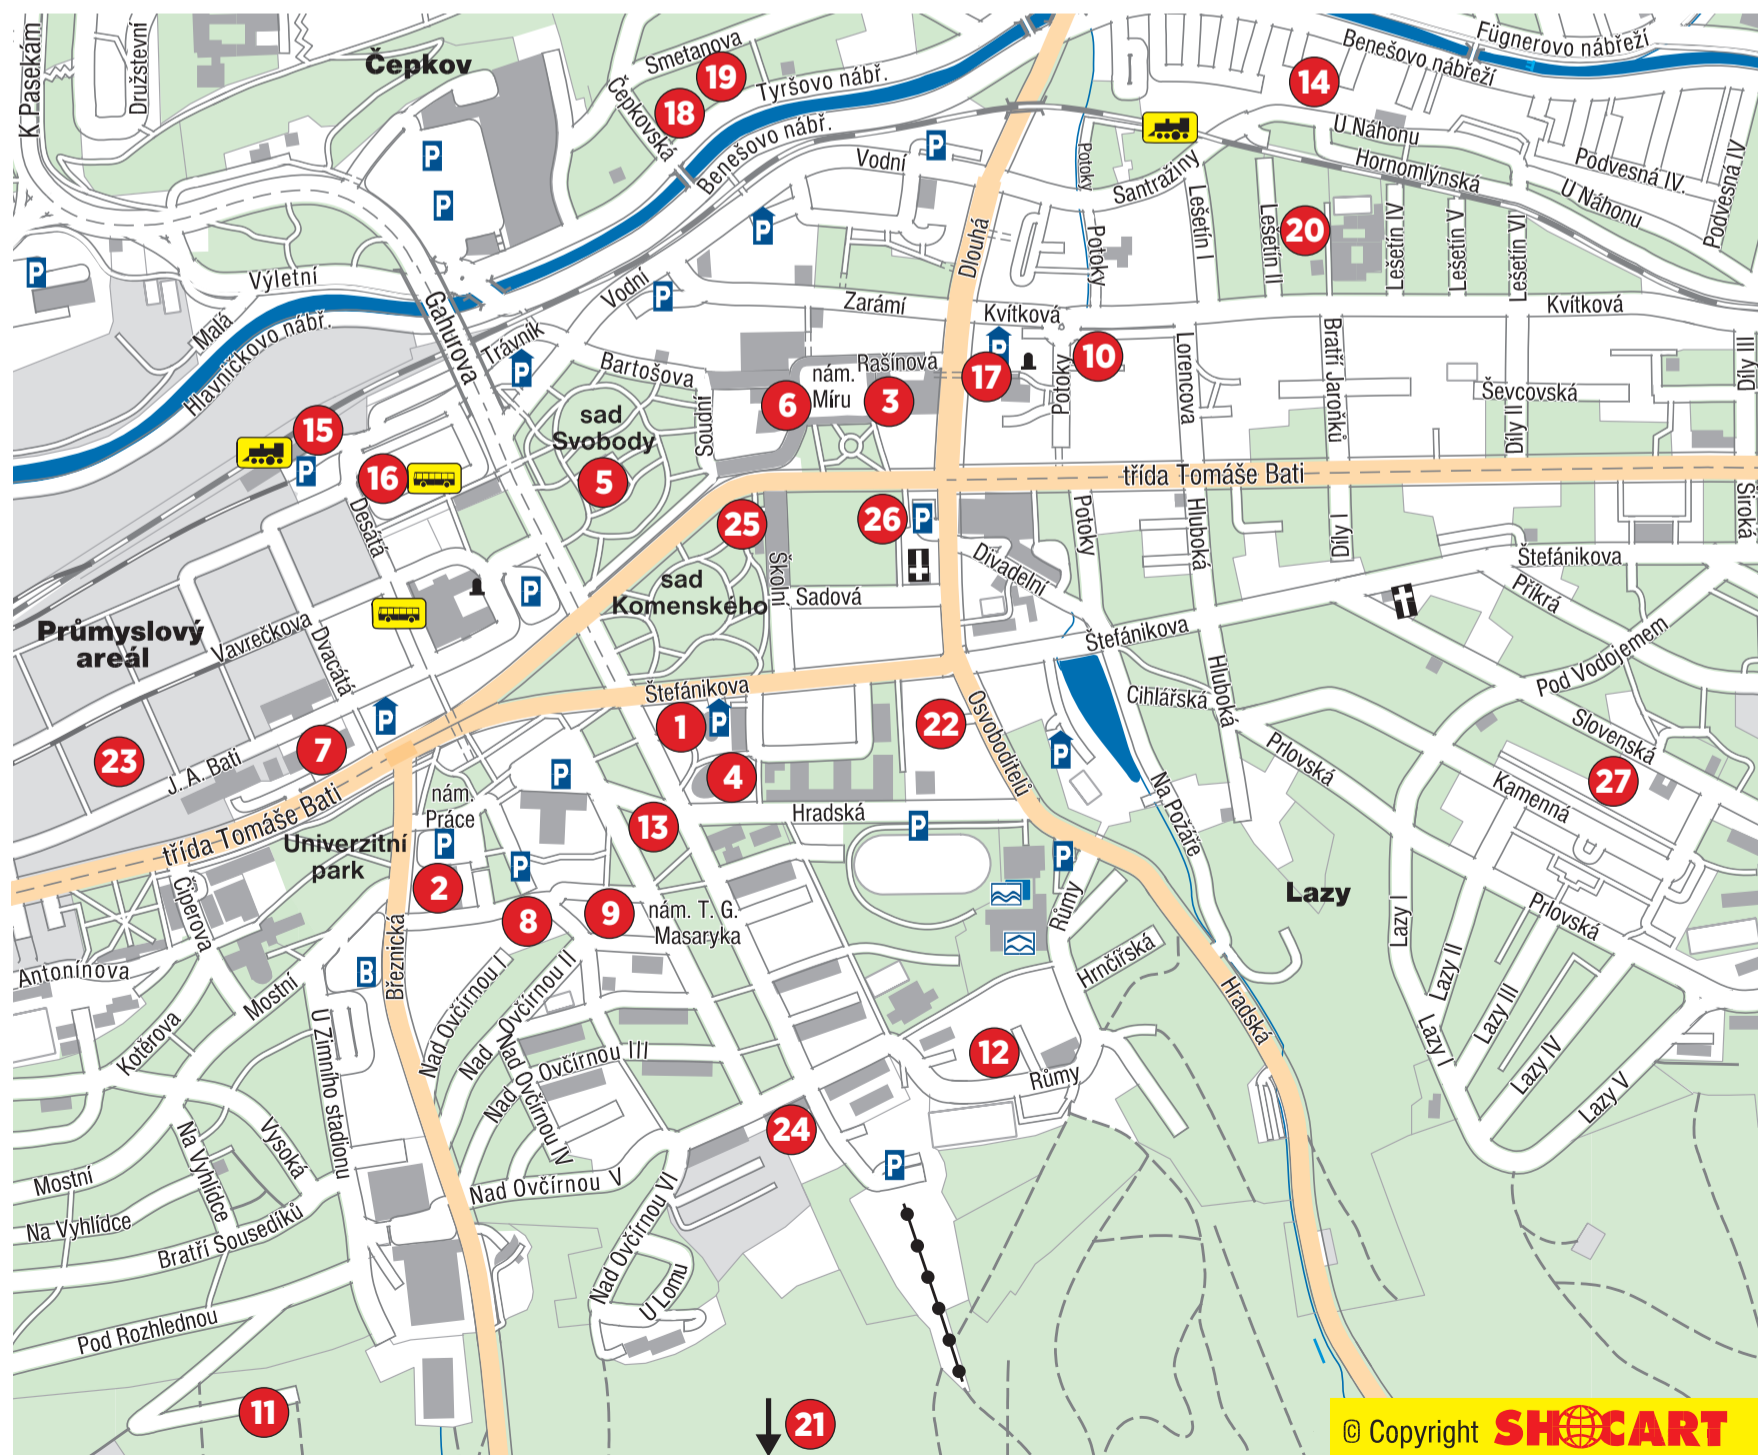 K Pasekám
Družstevní
Čepkov
Smetanova
19
18
Čepkovská
Tyršovo nábř.
Benešovo nábř.
Fügnerovo nábřeží
Benešovo nábřeží
14
U Náhonu
Hornomlýnská
Podvesná IV.
U Náhonu
Podvesná IV
P
P
P
P
P
Vodní
Potoky
Santražiny
Lešetín I
Lešetín II
20
Lešetín IV
Lešetín V
Lešetín VI
Dlouhá
Potoky
Výletní
Malá
Hlavničkovo nábř.
Gahurova
Trávník
Vodní
P
P
Zarámí
Kvítková
Kvítková
Bartošova
Soudní
nám.
Míru
Rašínova
6
3
P
17
10
Potoky
Lorencova
Bratří Jaroňků
Ševcovská
Díly II
Díly III
sad
Svobody
5
15
P
16
Desátá
třída Tomáše Bati
25
26
P
Školní
Divadelní
Potoky
Hluboká
Díly I
Široká
Štefánikova
Příkrá
sad
Komenského
Sadová
P
Průmyslový
areál
Vavrečkova
Dvacátá
Štefánikova
Štefánikova
Cihlářská
Hluboká
Pod Vodojemem
Slovenská
Prlovská
Kamenná
27
P
1
P
4
22
Osvoboditelů
P
23
7
J. A. Bati
třída Tomáše Bati
nám.
Práce
P
P
P
13
Hradská
P
Na Požáře
Univerzitní
park
2
8
9
nám. T. G.
Masaryka
P
Růmy
Lazy
Prlovská
Čiperova
Antonínova
Mostní
B
Březnická
Nad Ovčírnou I
Nad Ovčírnou II
Hrnčířská
Hradská
Lazy I
Lazy II
Lazy III
Lazy I
Lazy IV
Lazy V
Kotěrova
U Zimního stadionu
Nad Ovčírnou III
Nad Ovčírnou IV
12
Růmy
24
Vysoká
Na Vyhlídce
Mostní
Na Vyhlídce
Bratří Sousedíků
Nad Ovčírnou V
Nad Ovčírnou VI
P
U Lomu
Pod Rozhlednou
11
21
© Copyright SHOCART